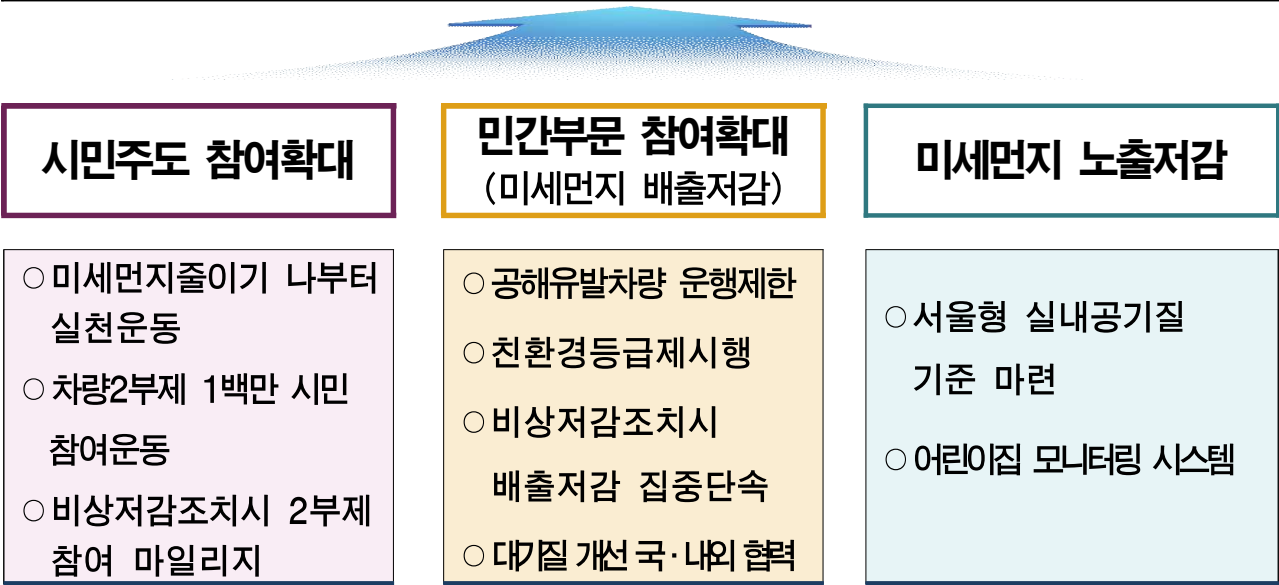 시민주도 참여확대
○ 미세먼지줄이기 나부터
실천운동
○ 차량2부제 1백만 시민
참여운동
○ 비상저감조치시 2부제
참여 마일리지
민간부문 참여확대
(미세먼지 배출저감)
○ 공해유발차량 운행제한
○ 친환경등급제시행
○ 비상저감조치시
배출저감 집중단속
○ 대기질 개선 국·내외 협력
미세먼지 노출저감
○ 서울형 실내공기질
기준 마련
○ 어린이집 모니터링 시스템